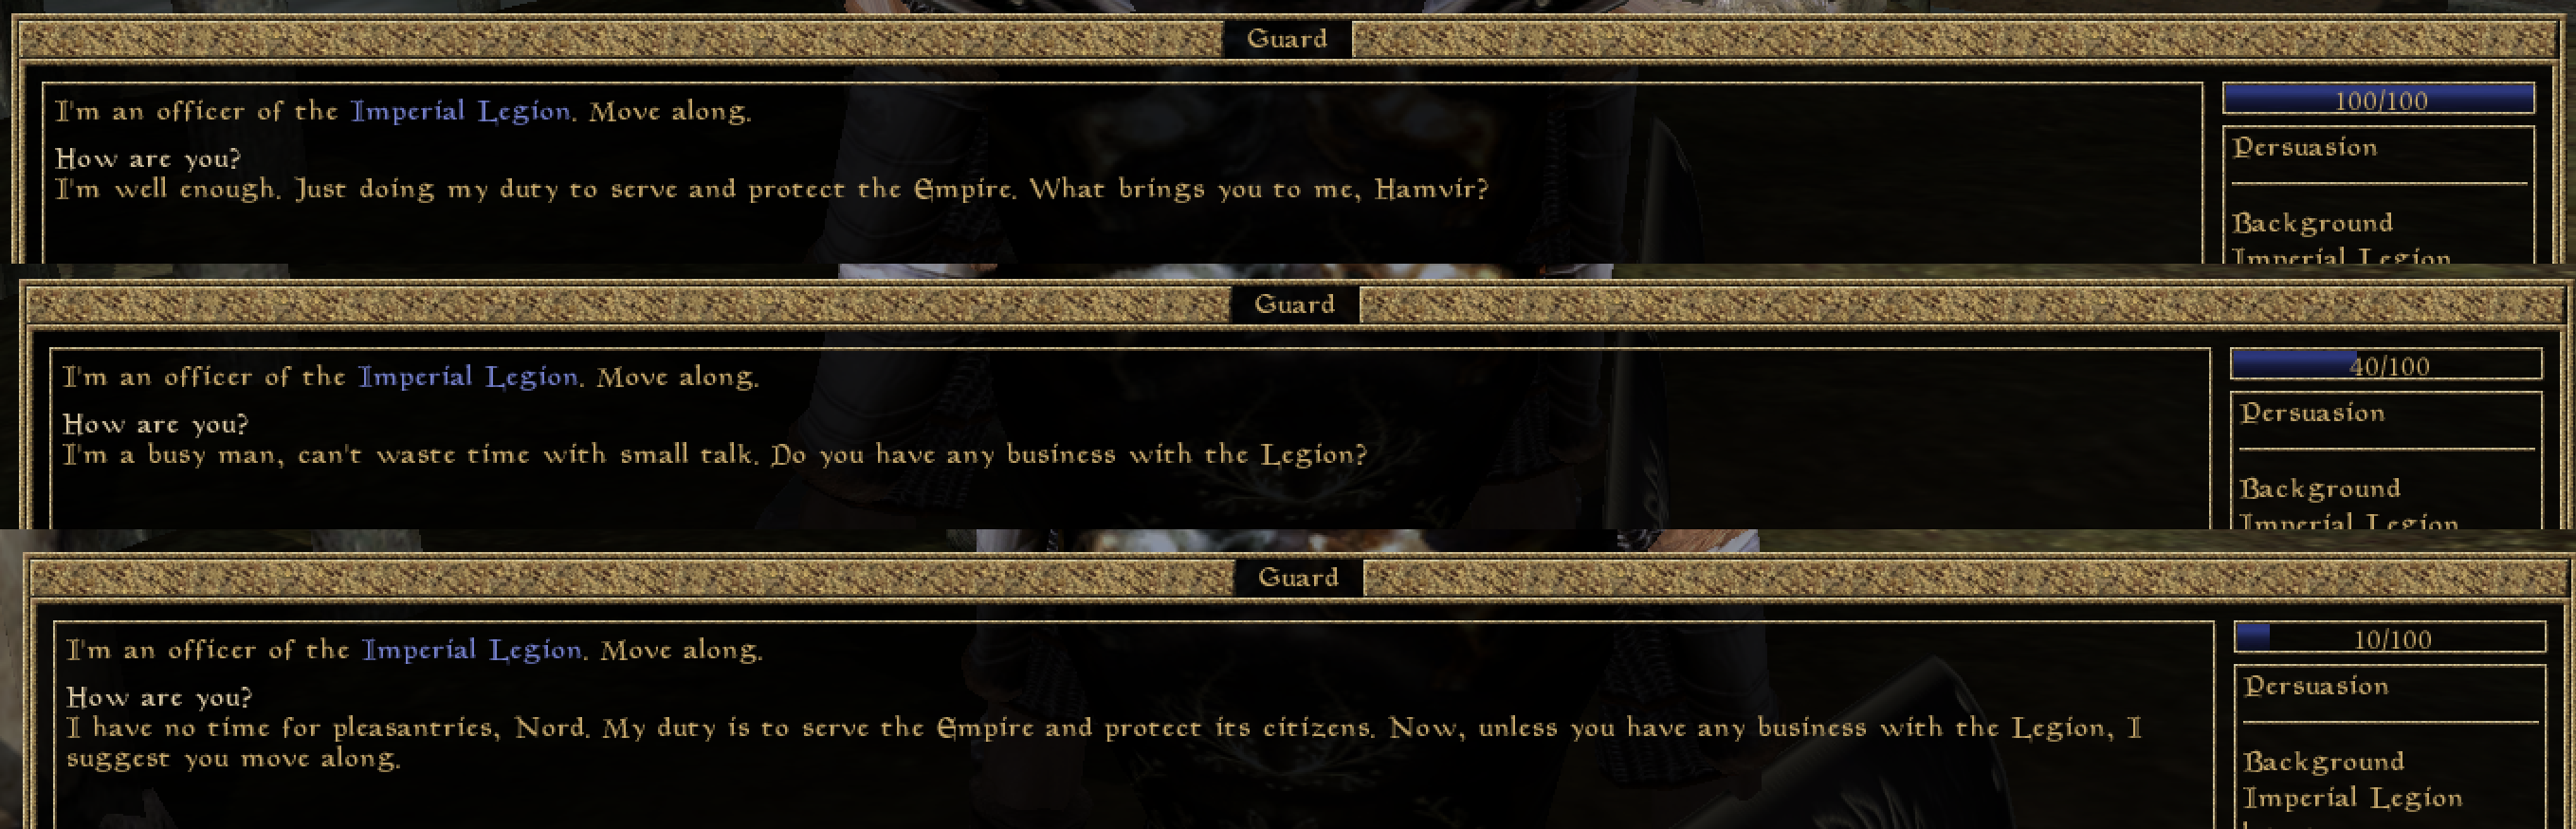 Guard
I'm an officer of the Imperial Legion. Move along.
100/100
How are you?
Persuasion
I'm well enough. Just doing my duty to serve and protect the Empire. What brings you to me, Hamvir?
Background
Imperial Legion
Guard
I'm an officer of the Imperial Legion. Move along.
40/100
How are you?
Persuasion
I'm a busy man, can't waste time with small talk. Do you have any business with the Legion?
Background
Imperial Legion
Guard
I'm an officer of the Imperial Legion. Move along.
10/100
How are you?
Persuasion
I have no time for pleasantries, Nord. My duty is to serve the Empire and protect its citizens. Now, unless you have any business with the Legion, I
suggest you move along.
Background
Imperial Legion